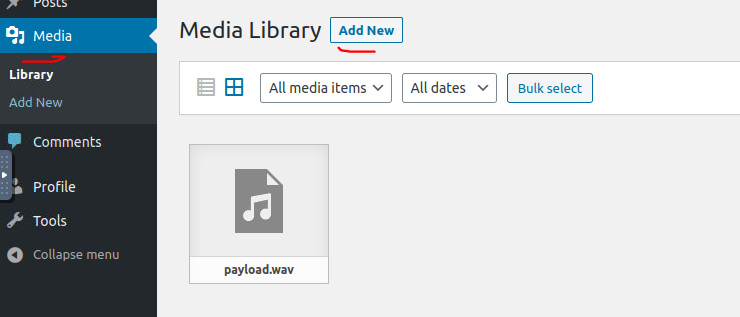 Posts
Media
Library
Add New
Comments
Profile
Tools
Collapse menu
Media Library Add New
All media items All dates Bulk select
payload.wav